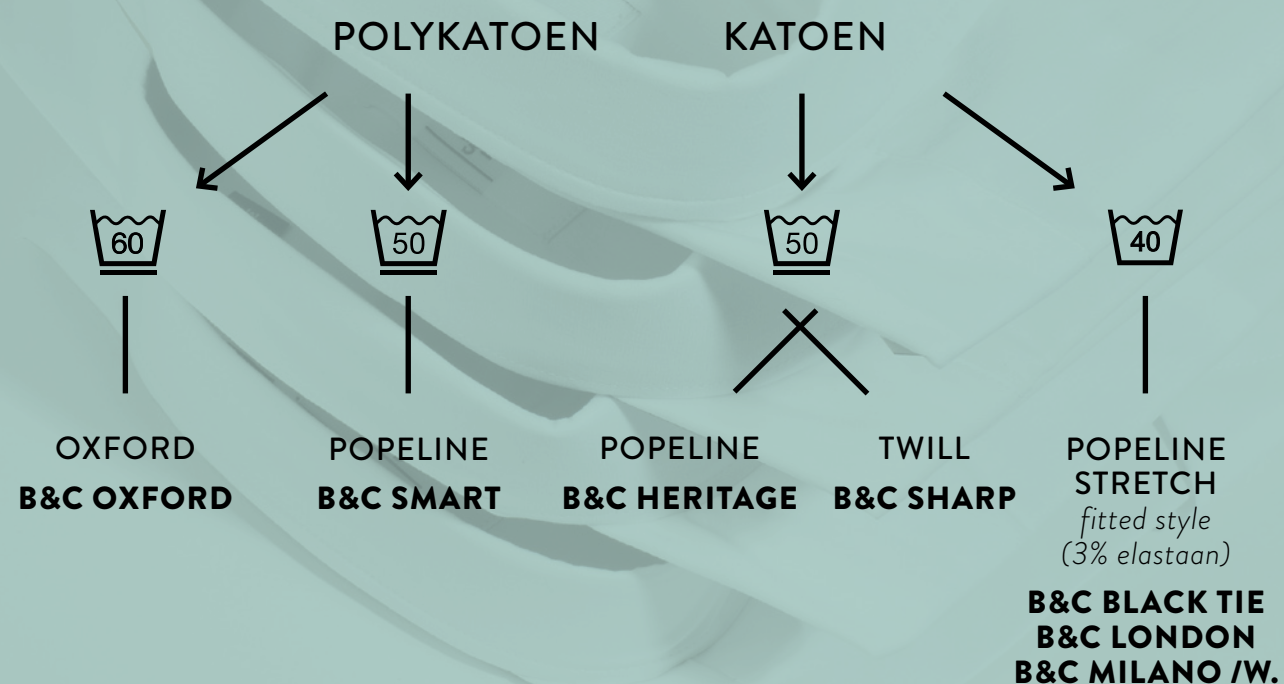 POLYKATOEN
KATOEN
60
50
50
40
OXFORD
B&C OXFORD
POPELINE
B&C SMART
POPELINE
B&C HERITAGE
TWILL
B&C SHARP
POPELINE
STRETCH
fitted style
(3% elastaan)
B&C BLACK TIE
B&C LONDON
B&C MILANO /W.